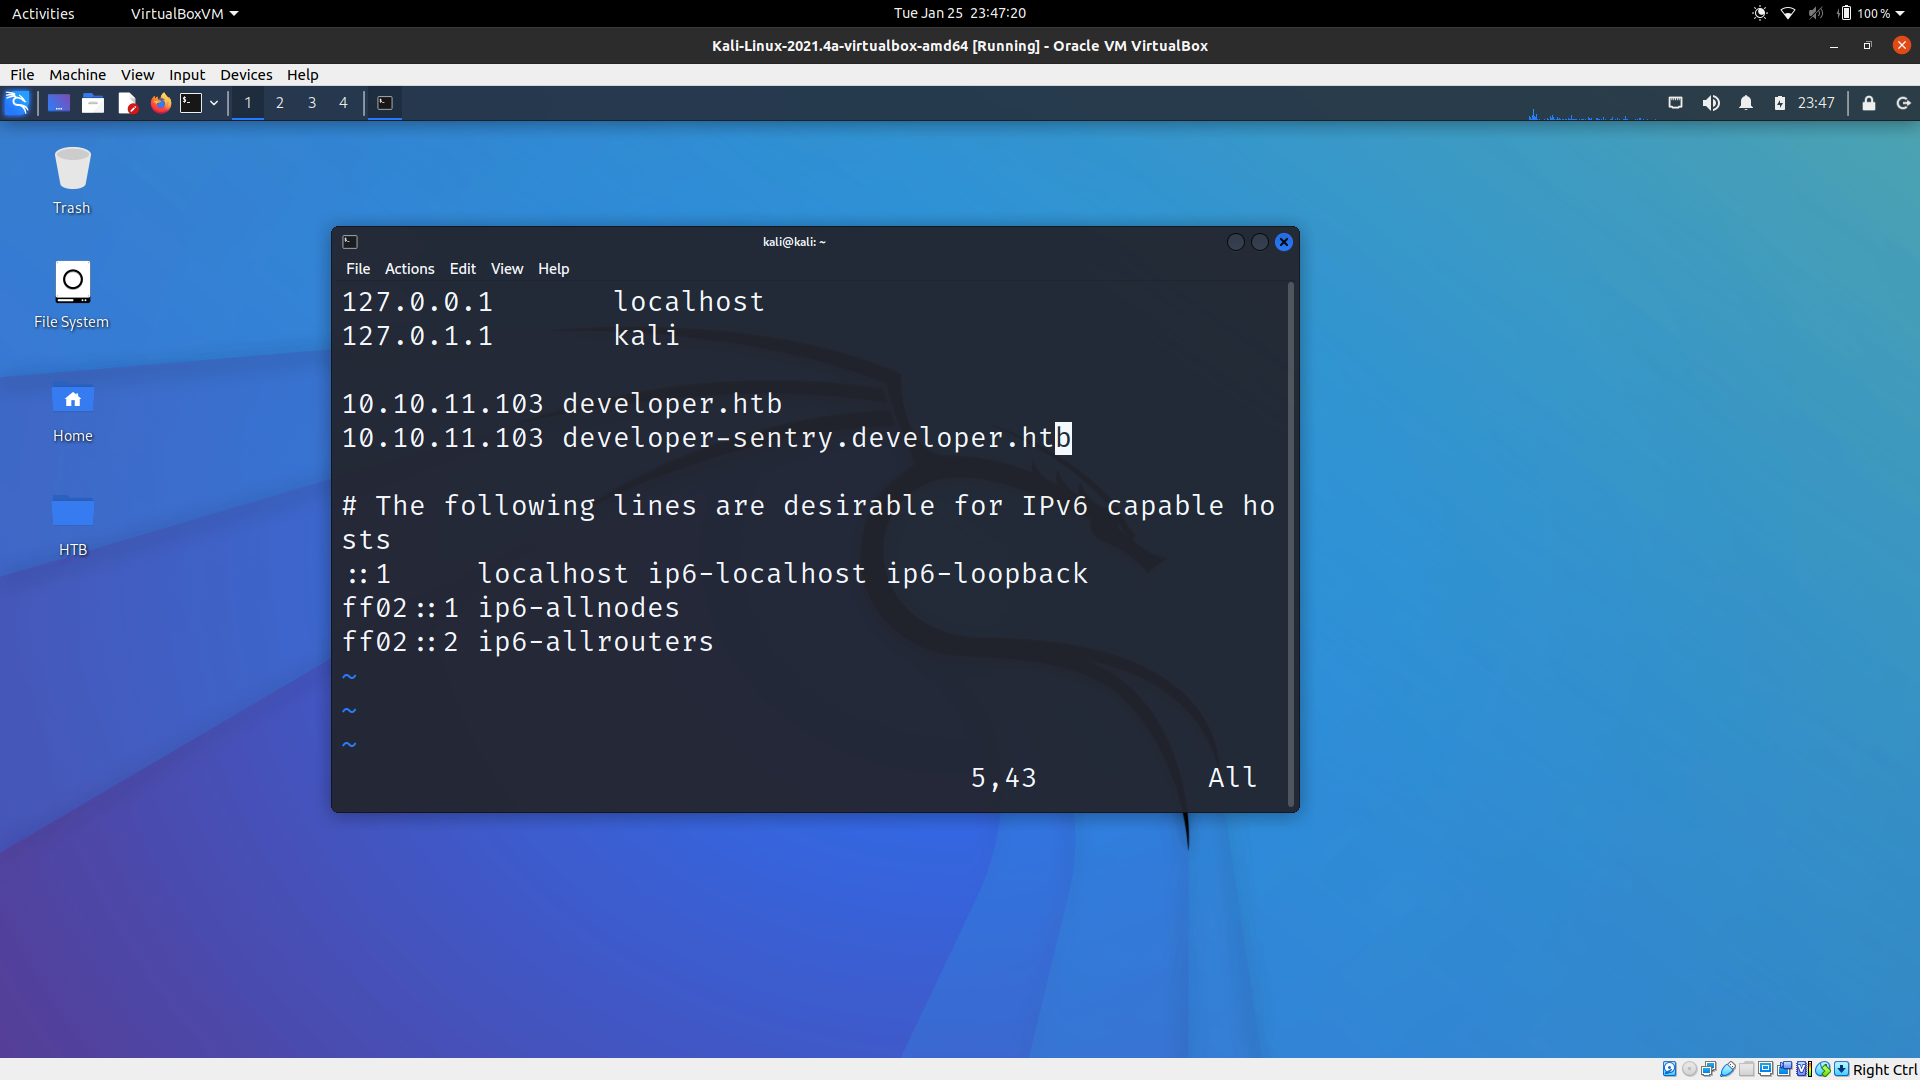 Activities VirtualBoxVM Tue Jan 25 23:47:20 100 %
Kali-Linux-2021.4a-virtualbox-amd64 [Running] - Oracle VM VirtualBox
File Machine View Input Devices Help
1 2 3 4 23:47
Trash
File System
Home
HTB
kali@kali: ~
File Actions Edit View Help
127.0.0.1 localhost
127.0.1.1 kali
10.10.11.103 developer.htb
10.10.11.103 developer-sentry.developer.htb
# The following lines are desirable for IPv6 capable ho
sts
::1 localhost ip6-localhost ip6-loopback
ff02::1 ip6-allnodes
ff02::2 ip6-allrouters
~
~
~
5,43 All
Right Ctrl